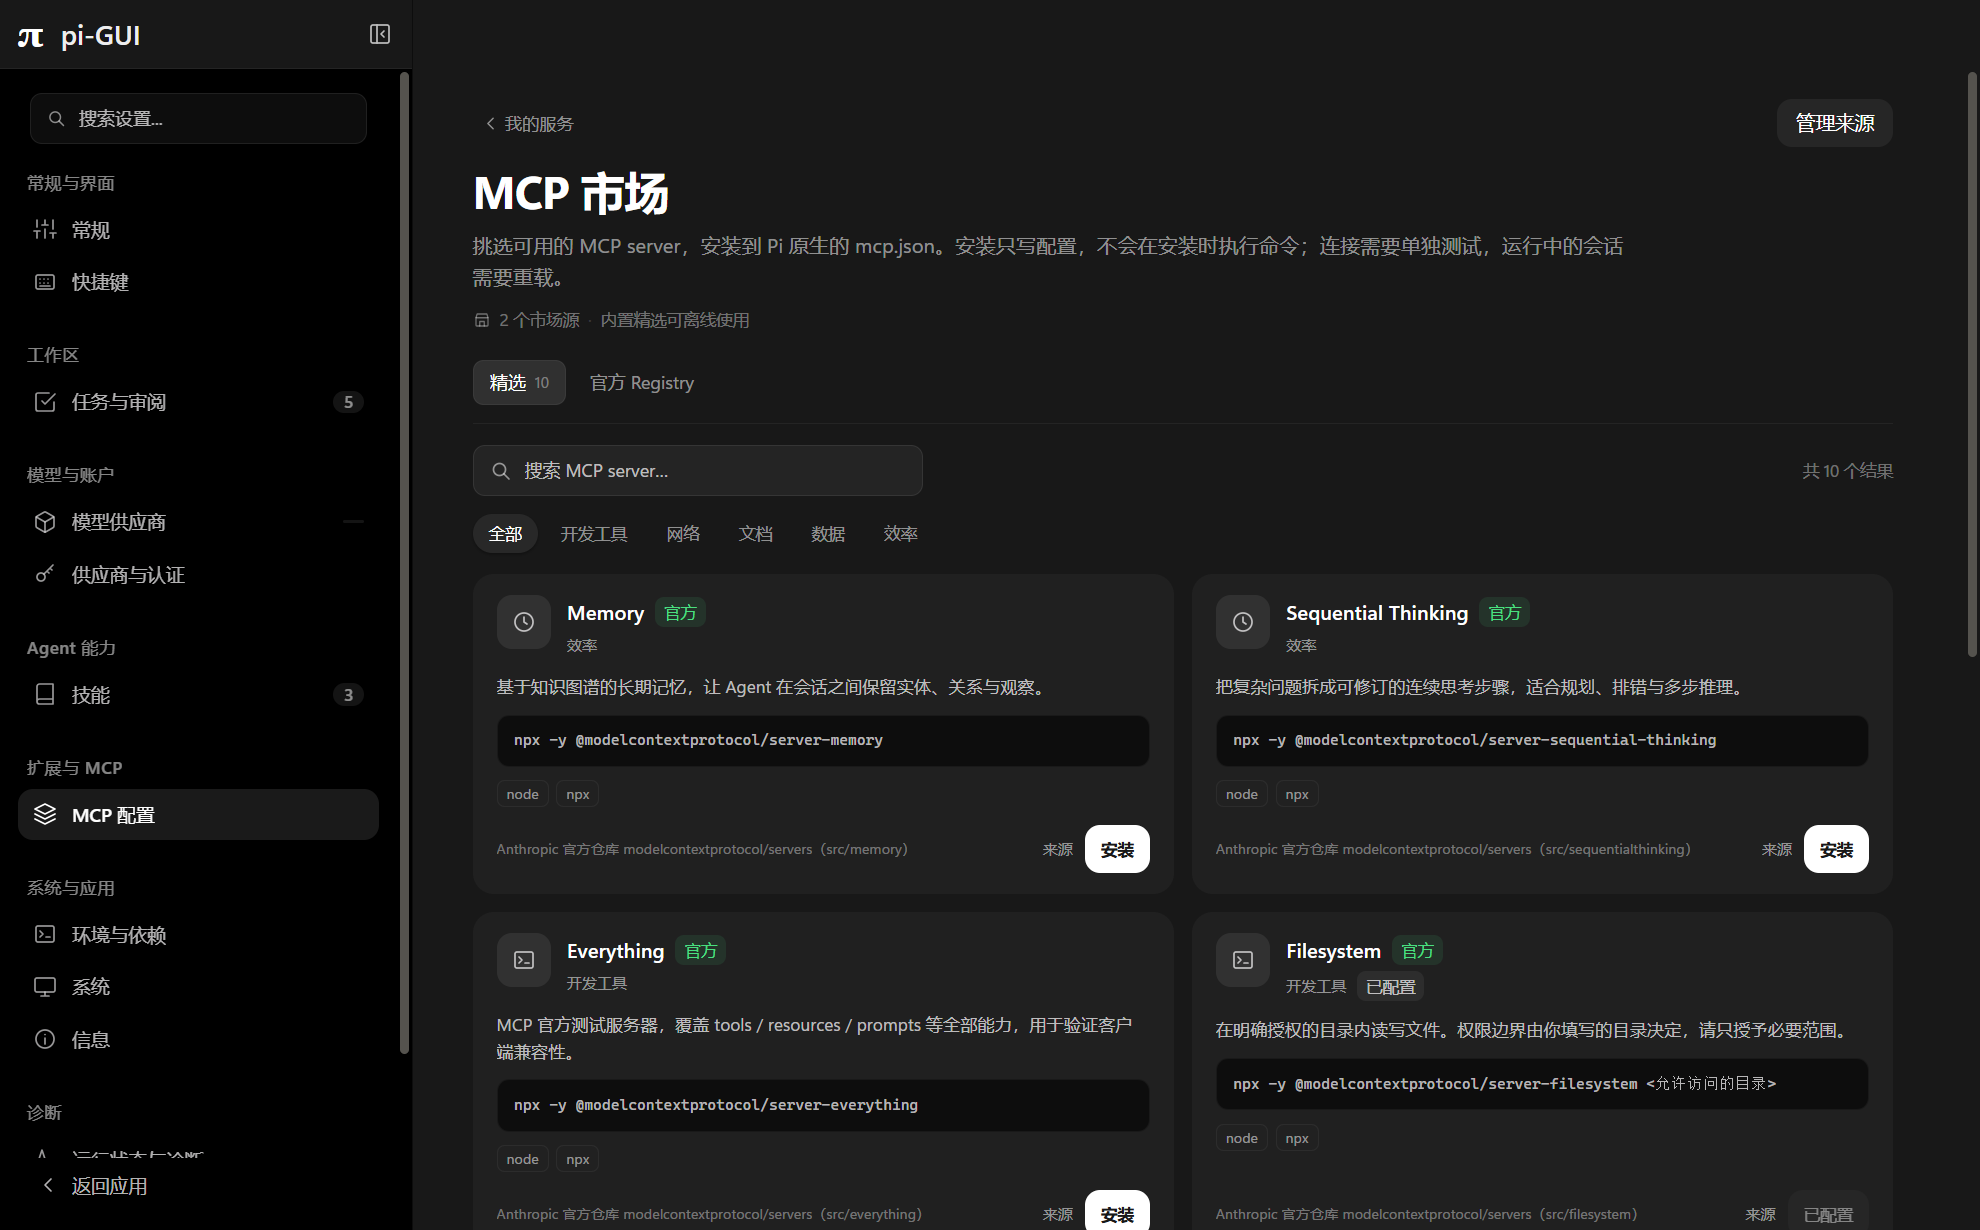 π pi-GUI
搜索设置...
常规与界面
常规
快捷键
工作区
任务与审阅 5
模型与账户
模型供应商
供应商与认证
Agent 能力
技能 3
扩展与 MCP
MCP 配置
系统与应用
环境与依赖
系统
信息
诊断
运行状态与诊断
返回应用
我的服务
管理来源
MCP 市场
挑选可用的 MCP server，安装到 Pi 原生的 mcp.json。安装只写配置，不会在安装时执行命令；连接需要单独测试，运行中的会话
需要重载。
2 个市场源 · 内置精选可离线使用
精选 10 官方 Registry
搜索 MCP server...
共 10 个结果
全部 开发工具 网络 文档 数据 效率
Memory 官方
效率
基于知识图谱的长期记忆，让 Agent 在会话之间保留实体、关系与观察。
npx -y @modelcontextprotocol/server-memory
node npx
Anthropic 官方仓库 modelcontextprotocol/servers（src/memory） 来源 安装
Sequential Thinking 官方
效率
把复杂问题拆成可修订的连续思考步骤，适合规划、排错与多步推理。
npx -y @modelcontextprotocol/server-sequential-thinking
node npx
Anthropic 官方仓库 modelcontextprotocol/servers（src/sequentialthinking） 来源 安装
Everything 官方
开发工具
MCP 官方测试服务器，覆盖 tools / resources / prompts 等全部能力，用于验证客户
端兼容性。
npx -y @modelcontextprotocol/server-everything
node npx
Anthropic 官方仓库 modelcontextprotocol/servers（src/everything） 来源 安装
Filesystem 官方
开发工具 已配置
在明确授权的目录内读写文件。权限边界由你填写的目录决定，请只授予必要范围。
npx -y @modelcontextprotocol/server-filesystem <允许访问的目录>
node npx
Anthropic 官方仓库 modelcontextprotocol/servers（src/filesystem） 来源 已配置